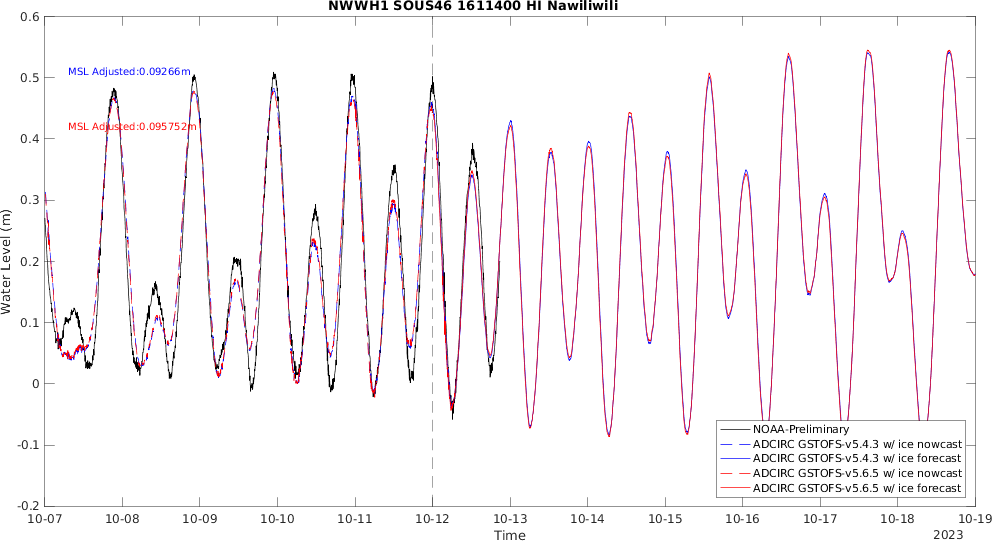 NWWH1 SOUS46 1611400 HI Nawiliwili
0.6
0.5
0.4
0.3
0.2
0.1
0
-0.1
-0.2
Water Level (m)
MSL Adjusted:0.09266m
MSL Adjusted:0.095752m
NOAA-Preliminary
ADCIRC GSTOFS-v5.4.3 w/ ice nowcast
ADCIRC GSTOFS-v5.4.3 w/ ice forecast
ADCIRC GSTOFS-v5.6.5 w/ ice nowcast
ADCIRC GSTOFS-v5.6.5 w/ ice forecast
10-07 10-08 10-09 10-10 10-11 10-12 10-13 10-14 10-15 10-16 10-17 10-18 10-19
Time
2023